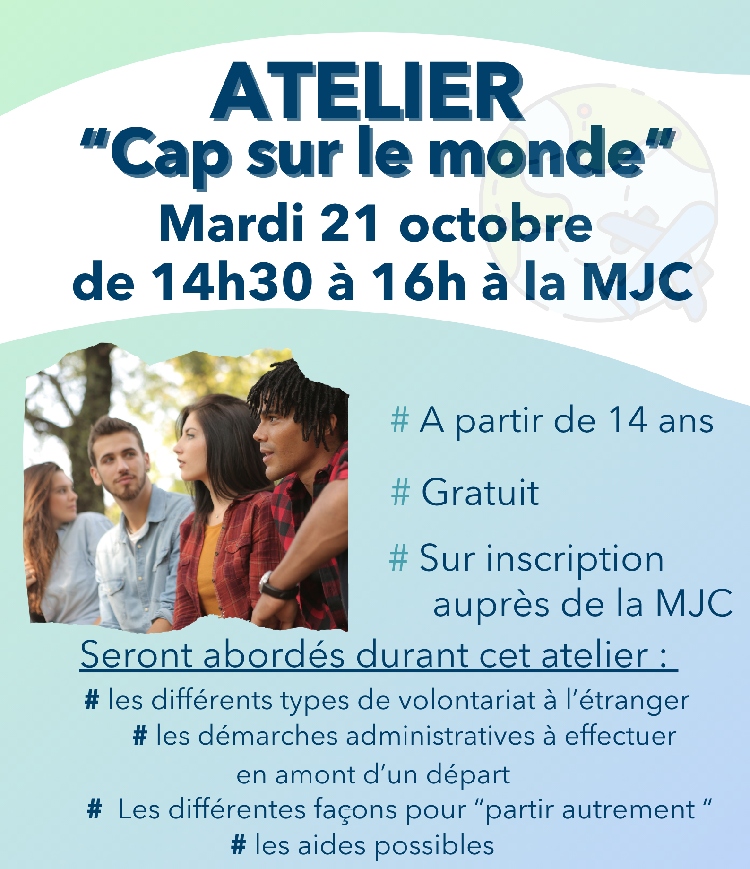 ATELIER
“Cap sur le monde”
Mardi 21 octobre
de 14h30 à 16h à la MJC
# A partir de 14 ans
# Gratuit
# Sur inscription
auprès de la MJC
Seront abordés durant cet atelier :
# les différents types de volontariat à l'étranger
# les démarches administratives à effectuer
en amont d'un départ
# Les différentes façons pour “partir autrement “
# les aides possibles